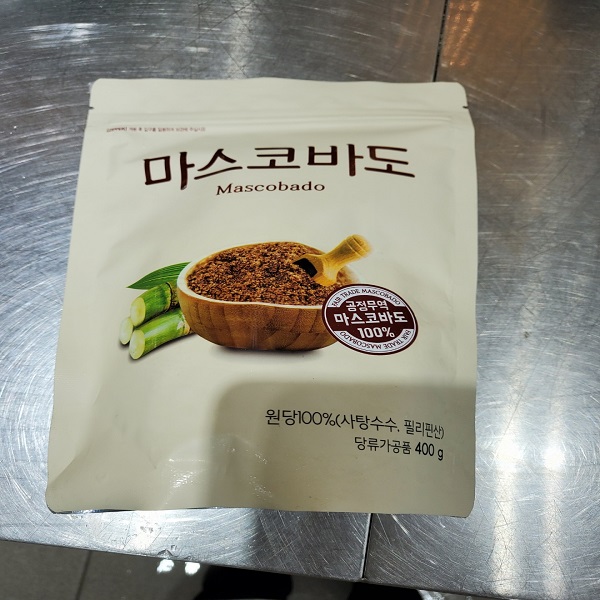 마스코바도
Mascobado
FAIR TRADE MASCOBADO
공정무역
마스코바도
100%
FAIR TRADE MASCOBADO
원당100%(사탕수수, 필리핀산)
당류가공품 400 g